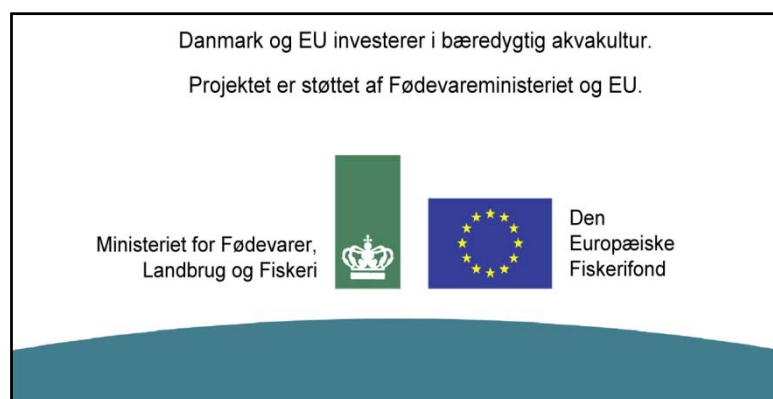 Danmark og EU investerer i bæredygtig akvakultur.
Projektet er støttet af Fødevareministeriet og EU.
Ministeriet for Fødevarer,
Landbrug og Fiskeri
Den
Europæiske
Fiskerifond